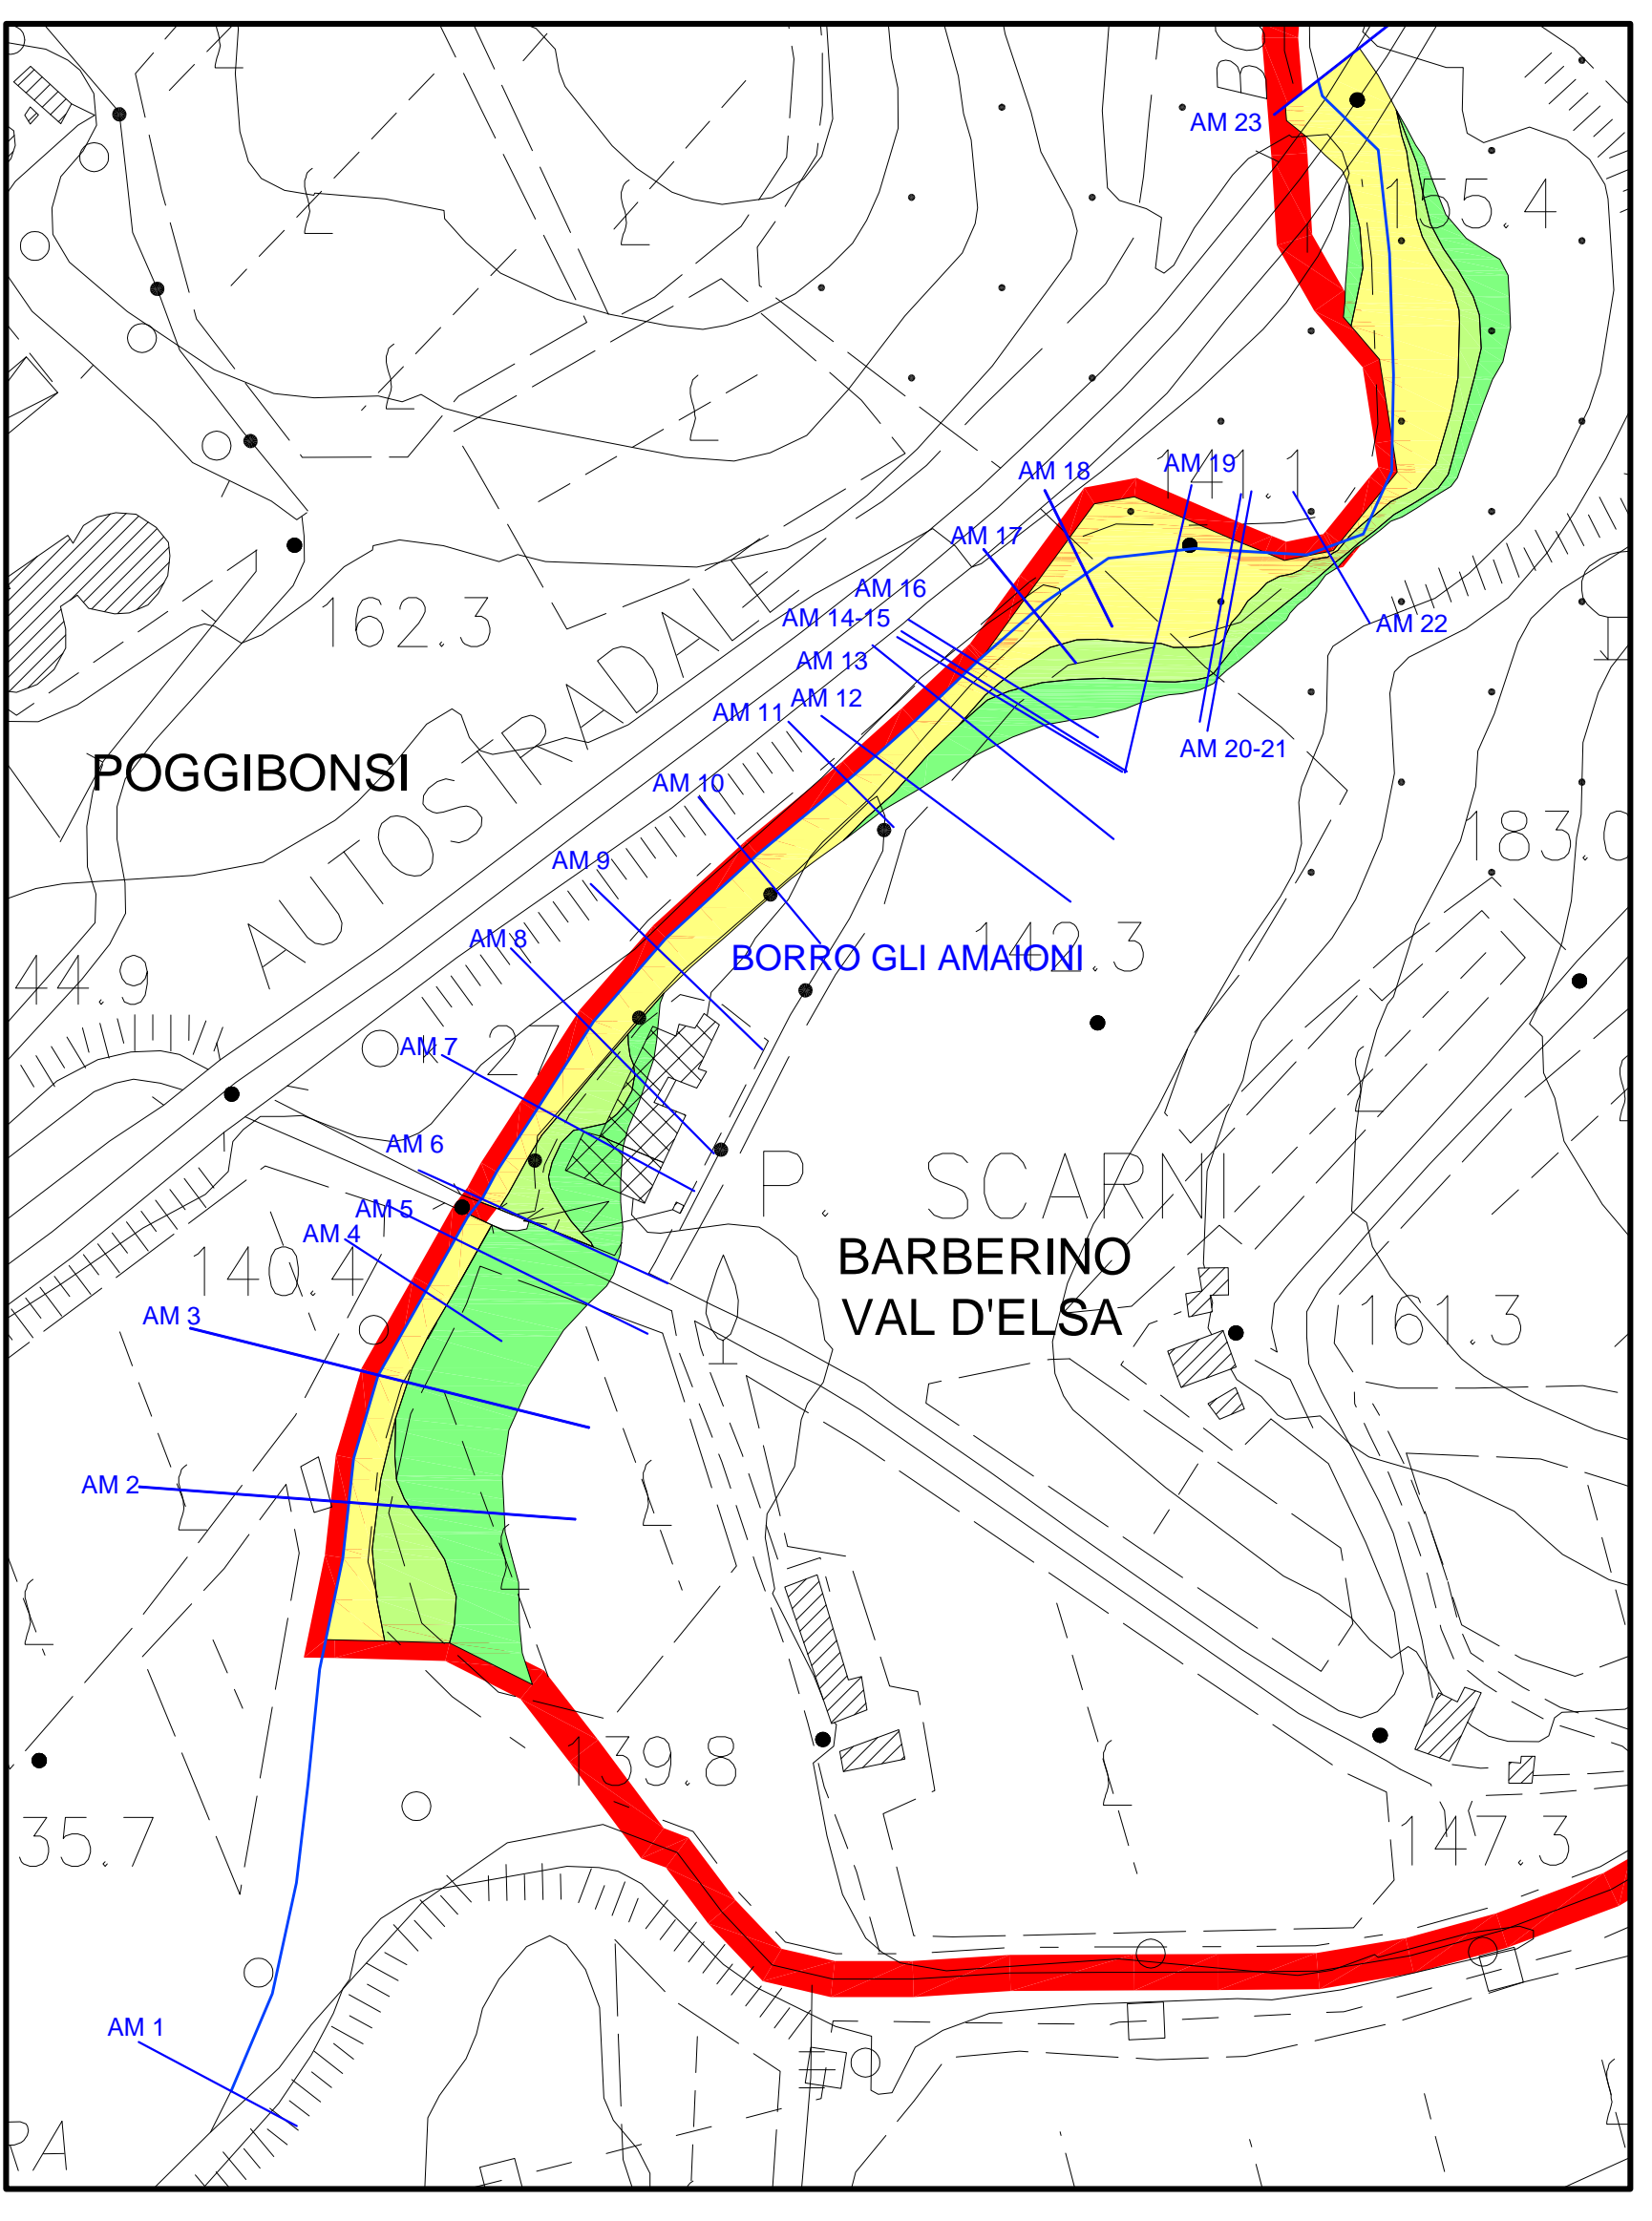 B
AM 23
155.4
AM 18
AM 19
141.1
AM 17
AM 16
162.3
AM 14-15
AM 22
AM 13
AM 12
AM 11
AM 20-21
POGGIBONSI
AM 10
AUTOSTRADALE
183.0
AM 9
AM 8
BORRO GLI AMAIONI
142.3
44.9
AM 7
K 27
AM 6
P. SCARNI
AM 5
AM 4
BARBERINO
VAL D'ELSA
140.4
AM 3
161.3
AM 2
139.8
35.7
147.3
AM 1
RA